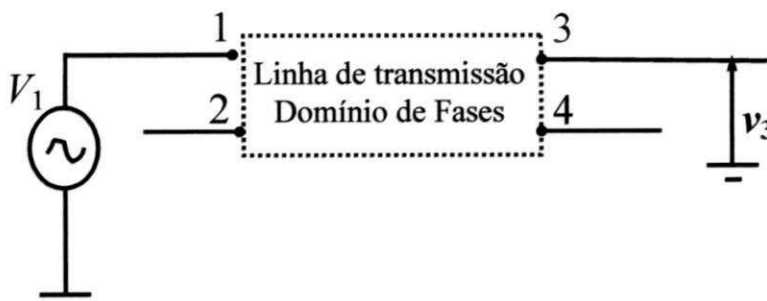 1
3
V₁
Linha de transmissão
2
Domínio de Fases
4
v₃